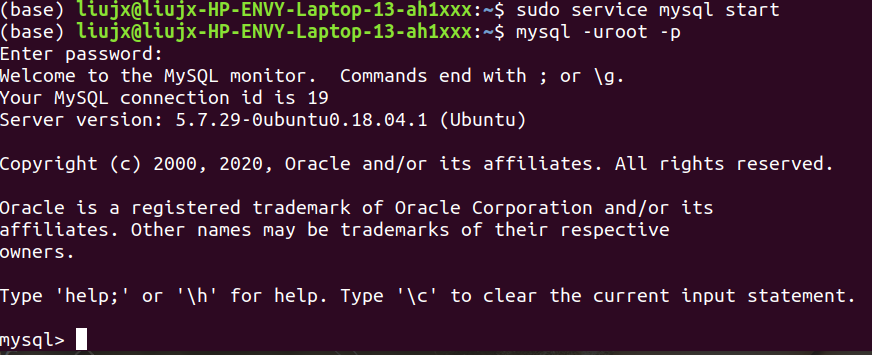 (base) liujx@liujx-HP-ENVY-Laptop-13-ah1xxx:~$ sudo service mysql start
(base) liujx@liujx-HP-ENVY-Laptop-13-ah1xxx:~$ mysql -uroot -p
Enter password:
Welcome to the MySQL monitor.  Commands end with ; or \g.
Your MySQL connection id is 19
Server version: 5.7.29-0ubuntu0.18.04.1 (Ubuntu)
Copyright (c) 2000, 2020, Oracle and/or its affiliates. All rights reserved.
Oracle is a registered trademark of Oracle Corporation and/or its
affiliates. Other names may be trademarks of their respective
owners.
Type 'help;' or '\h' for help. Type '\c' to clear the current input statement.
mysql>